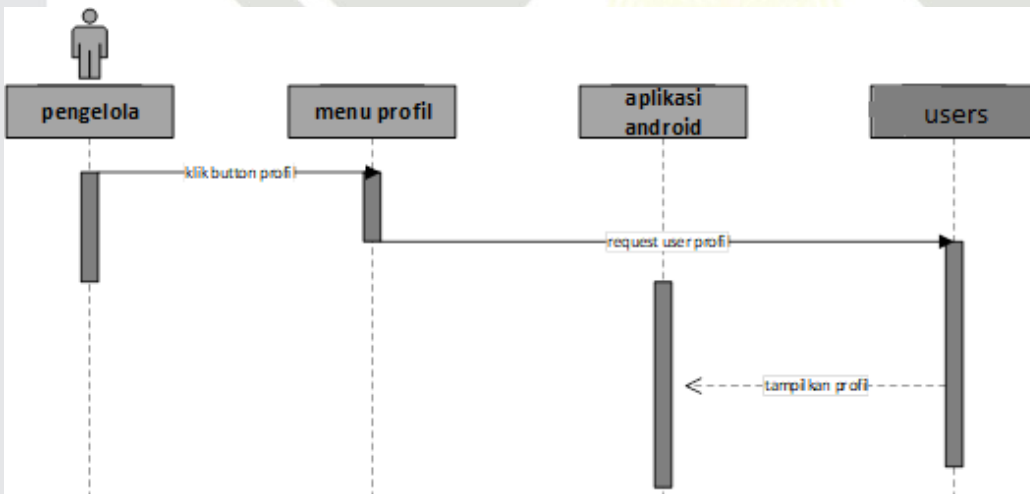 pengelola
menu profil
aplikasi
android
users
klik button profil
request user profil
tampilkan profil